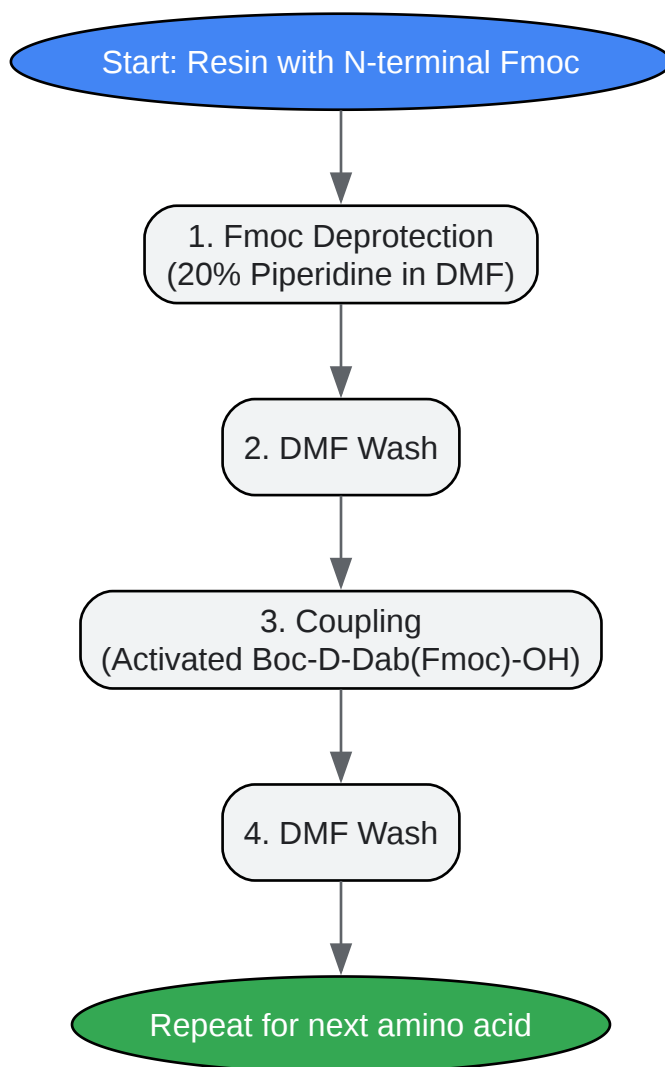 Start: Resin with N-terminal Fmoc
1. Fmoc Deprotection
(20% Piperidine in DMF)
2. DMF Wash
3. Coupling
(Activated Boc-D-Dab(Fmoc)-OH)
4. DMF Wash
Repeat for next amino acid